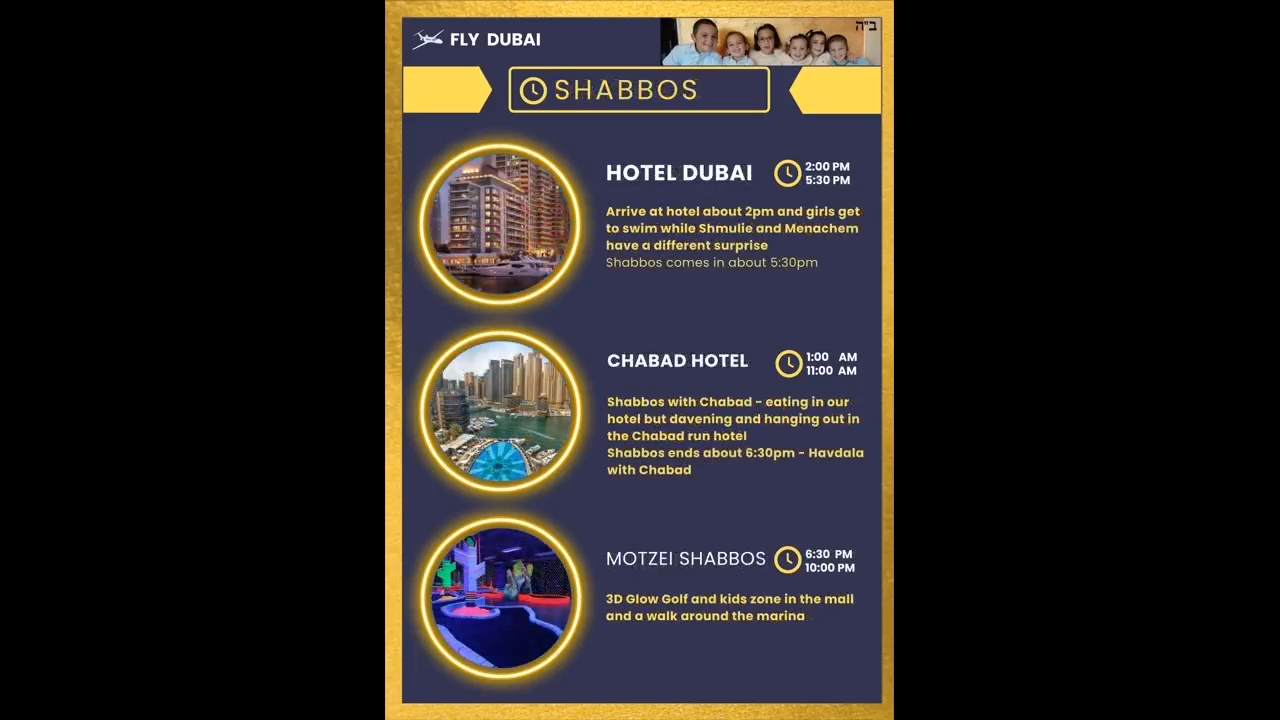 FLY DUBAI
ב"ה
SHABBOS
HOTEL DUBAI
2:00 PM
5:30 PM
Arrive at hotel about 2pm and girls get
to swim while Shmulie and Menachem
have a different surprise
Shabbos comes in about 5:30pm
CHABAD HOTEL
1:00 AM
11:00 AM
Shabbos with Chabad - eating in our
hotel but davening and hanging out in
the Chabad run hotel
Shabbos ends about 6:30pm - Havdala
with Chabad
MOTZEI SHABBOS
6:30 PM
10:00 PM
3D Glow Golf and kids zone in the mall
and a walk around the marina